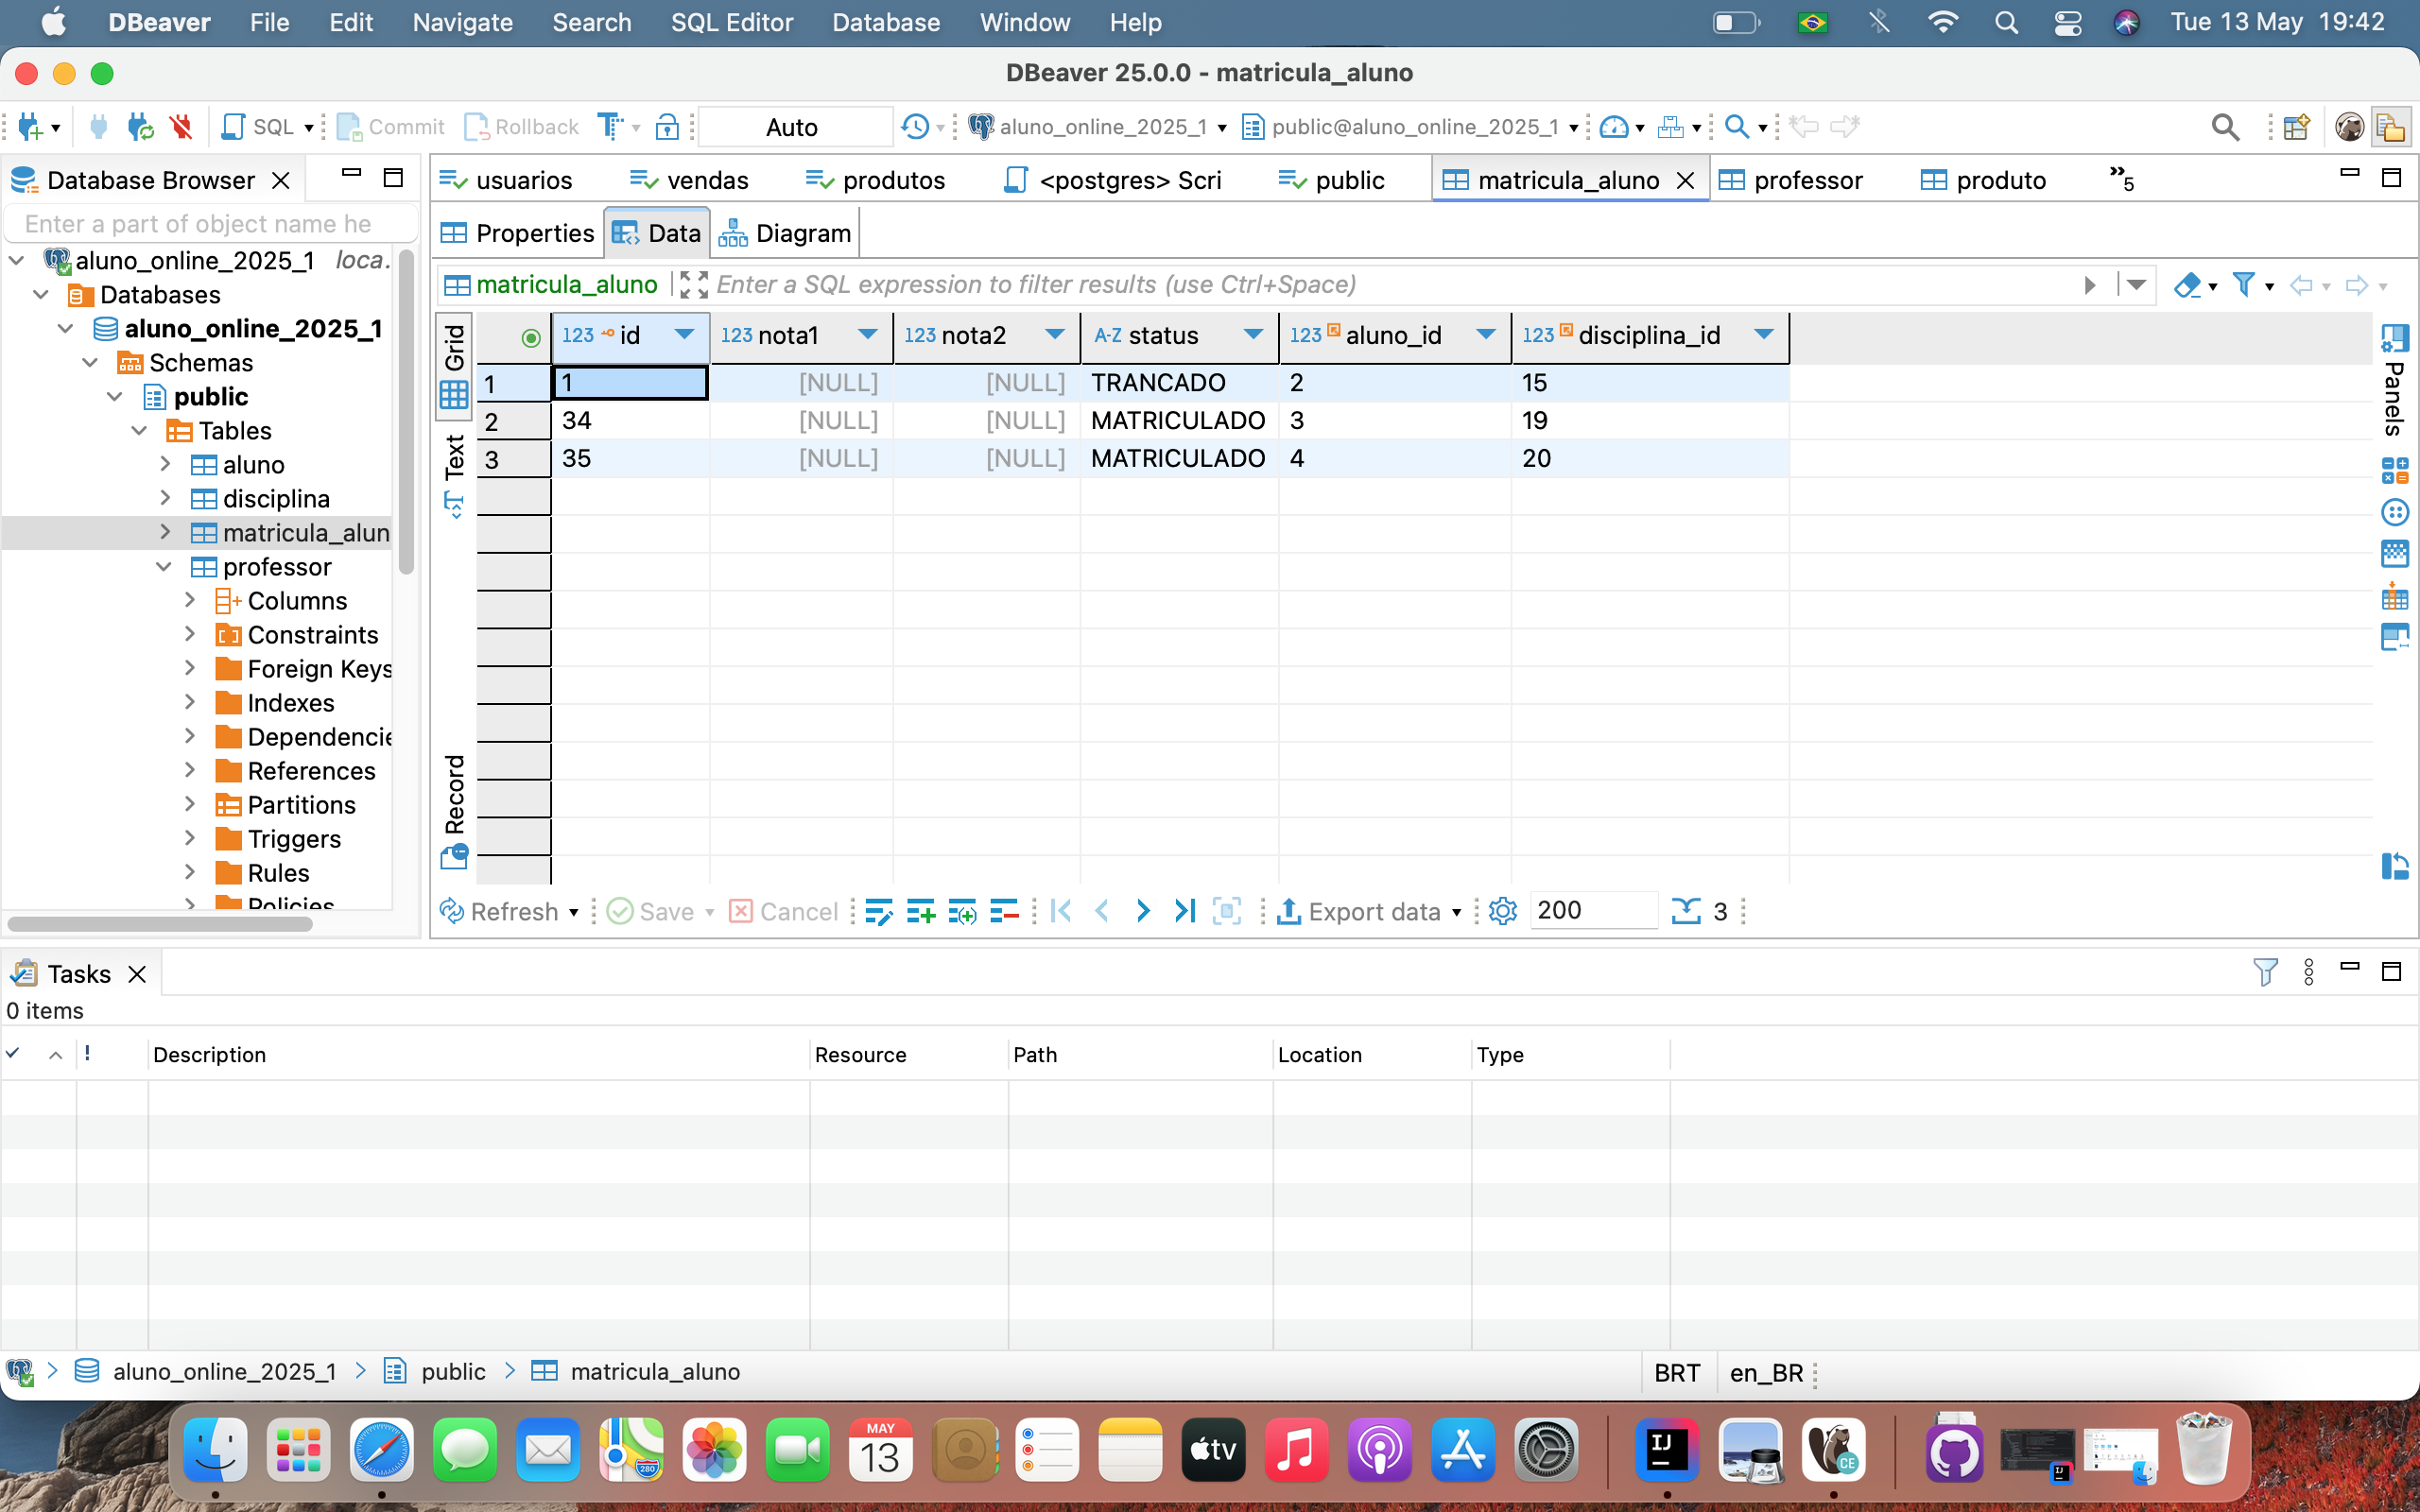 DBeaver File Edit Navigate Search SQL Editor Database Window Help Tue 13 May 19:42
DBeaver 25.0.0 - matricula_aluno
SQL Commit Rollback Auto aluno_online_2025_1 public@aluno_online_2025_1
Database Browser
Enter a part of object name he
aluno_online_2025_1 loca.
Databases
aluno_online_2025_1
Schemas
public
Tables
aluno
disciplina
matricula_alun
professor
Columns
Constraints
Foreign Keys
Indexes
Dependencie
References
Partitions
Triggers
Rules
Policies
usuarios vendas produtos <postgres> Scri public matricula_aluno professor produto »5
Properties Data Diagram
matricula_aluno Enter a SQL expression to filter results (use Ctrl+Space)
Grid
Text
Record
123 id 123 nota1 123 nota2 A-Z status 123 aluno_id 123 disciplina_id
1 1 [NULL] [NULL] TRANCADO 2 15
2 34 [NULL] [NULL] MATRICULADO 3 19
3 35 [NULL] [NULL] MATRICULADO 4 20
Panels
Refresh Save Cancel Export data 200 3
Tasks
0 items
! Description Resource Path Location Type
aluno_online_2025_1 public matricula_aluno BRT en_BR
MAY
13
280
tv
IJ
CE
IJ